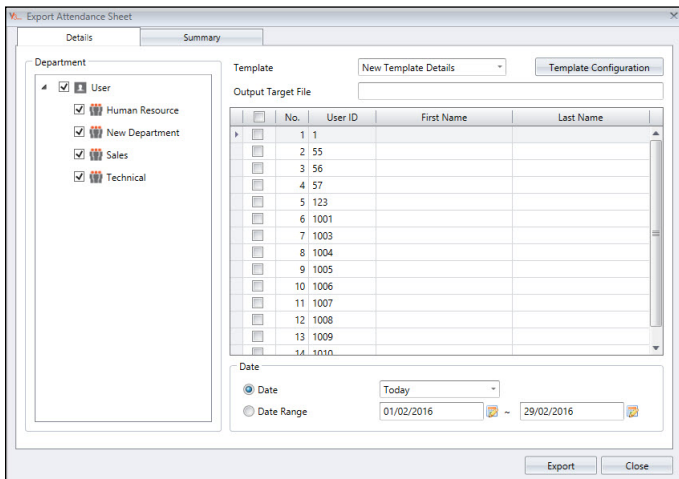 Export Attendance Sheet
Details Summary
Department
User
Human Resource
New Department
Sales
Technical
Template New Template Details Template Configuration
Output Target File
No. User ID First Name Last Name
1 1
2 55
3 56
4 57
5 123
6 1001
7 1003
8 1004
9 1005
10 1006
11 1007
12 1008
13 1009
14 1010
Date
Date Today
Date Range 01/02/2016 ~ 29/02/2016
Export Close